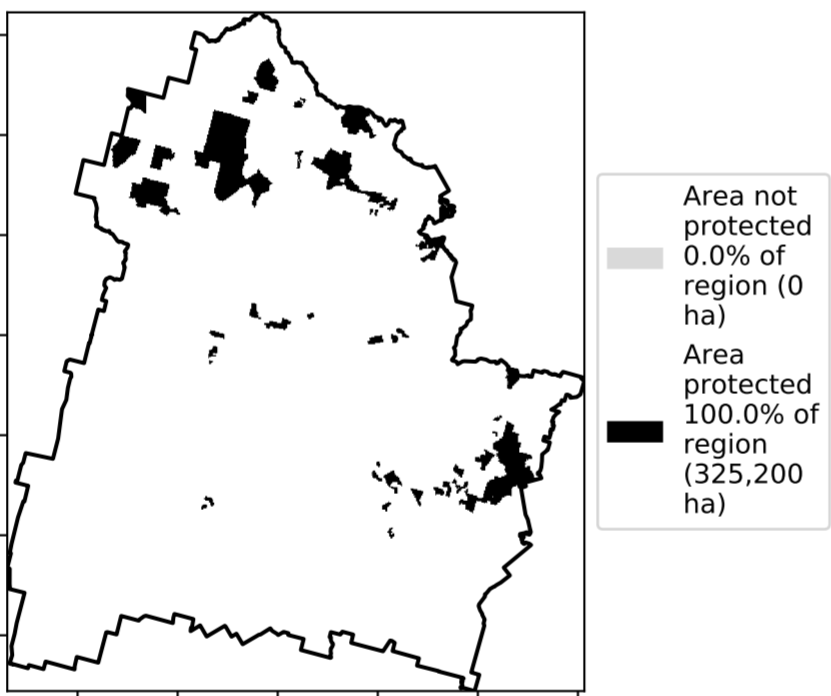 Area not
protected
0.0% of
region (0
ha)
Area
protected
100.0% of
region
(325,200
ha)